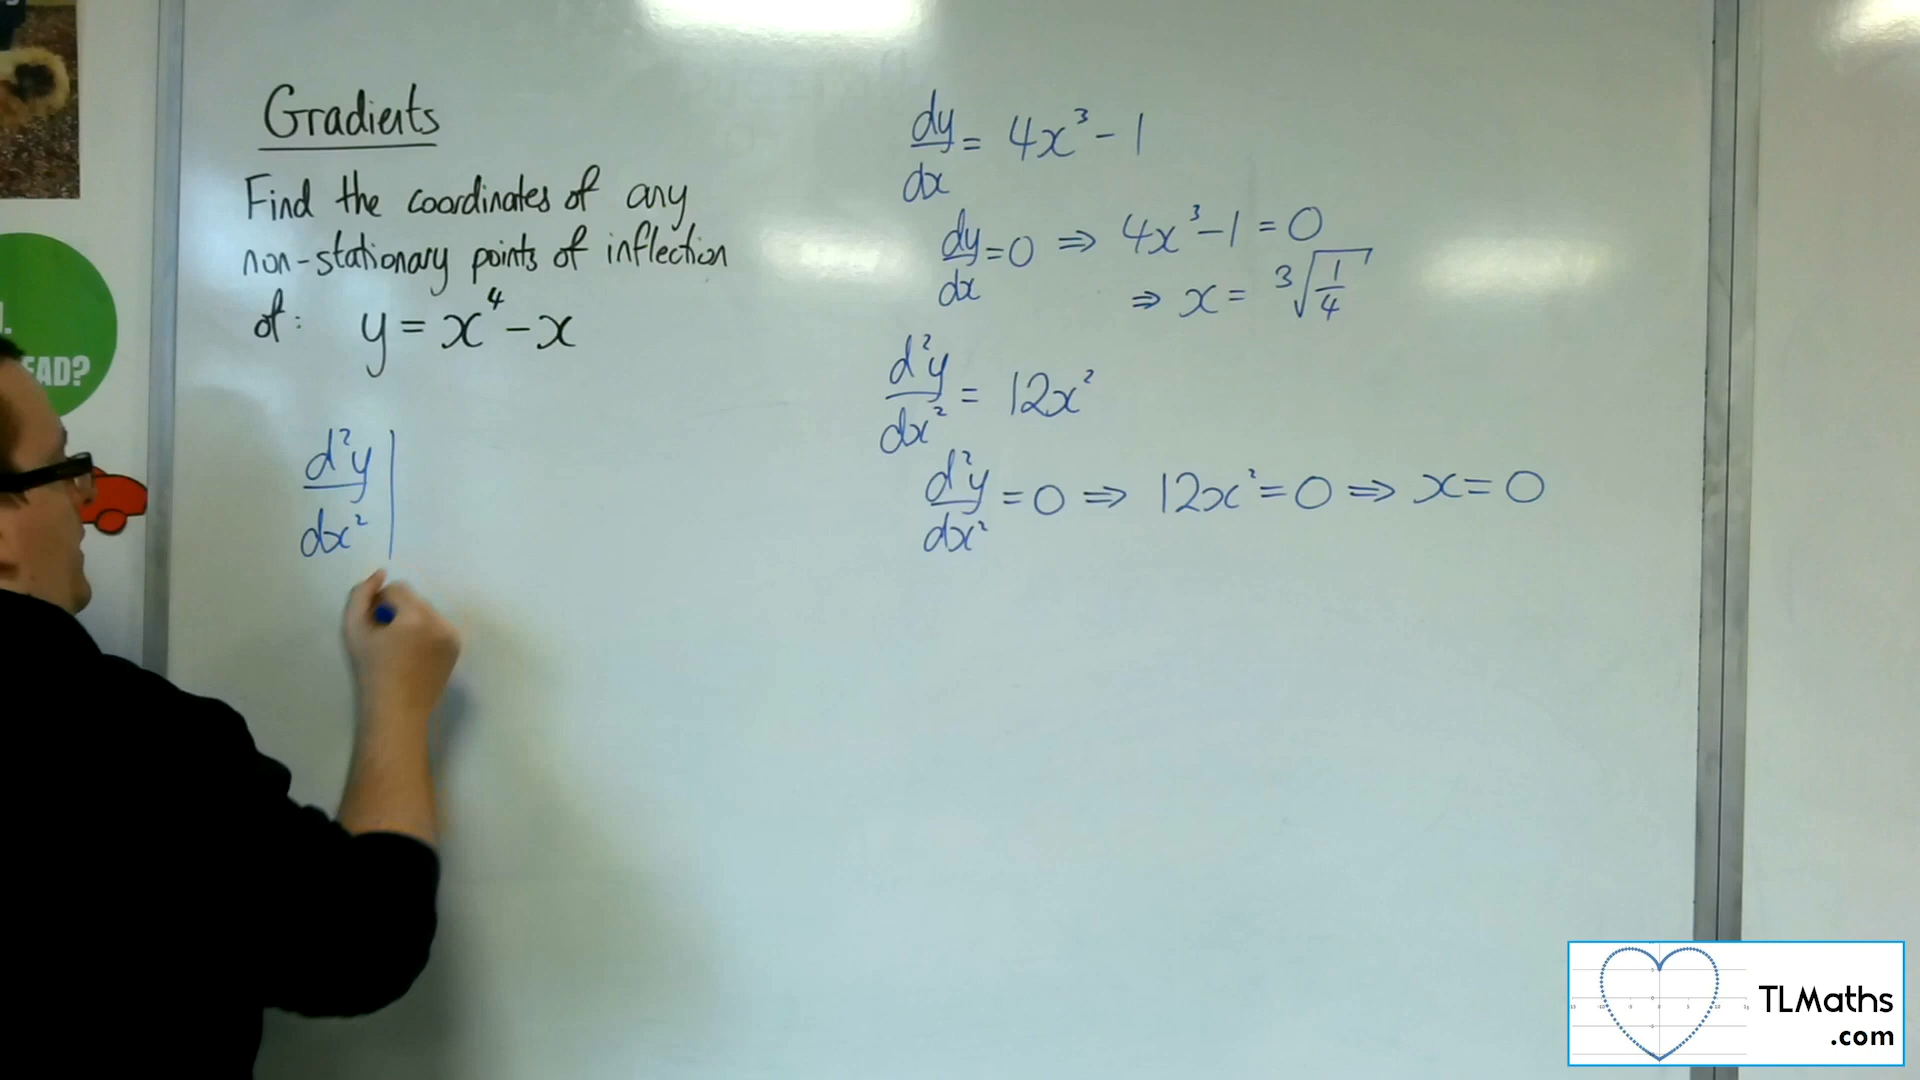 Gradients
Find the coordinates of any
non-stationary points of inflection
of: y = x⁴ - x
d²y/dx² |
dy/dx = 4x³ - 1
dy/dx = 0 ⇒ 4x³ - 1 = 0
⇒ x = ³√(1/4)
d²y/dx² = 12x²
d²y/dx² = 0 ⇒ 12x² = 0 ⇒ x = 0
EAD?
TLMaths
.com